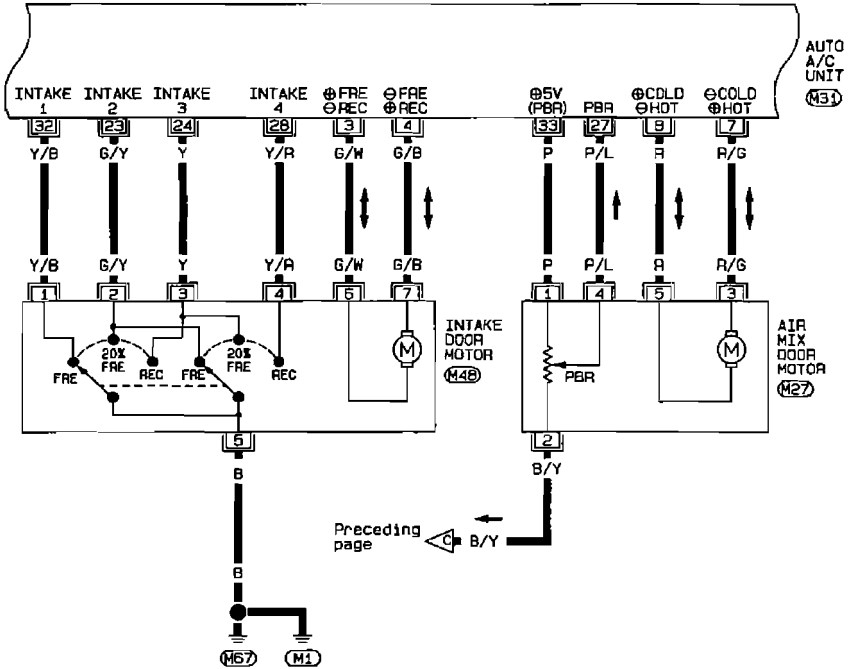 AUTO
A/C
UNIT
M31
INTAKE 1
INTAKE 2
INTAKE 3
INTAKE 4
⊕FRE ⊖REC
⊖FRE ⊕REC
⊕5V (PBR)
PBR
⊕COLD ⊖HOT
⊖COLD ⊕HOT
32 23 24 28 3 4 33 27 8 7
Y/B G/Y Y Y/R G/W G/B P P/L R R/G
Y/B G/Y Y Y/R G/W G/B P P/L R R/G
1 2 3 4 6 7 1 4 5 3
INTAKE
DOOR
MOTOR
M48
AIR
MIX
DOOR
MOTOR
M27
M
M
FRE
20%
FRE
REC
FRE
20%
FRE
REC
PBR
5
2
B
B/Y
Preceding
page
C
B/Y
B
M67
M1